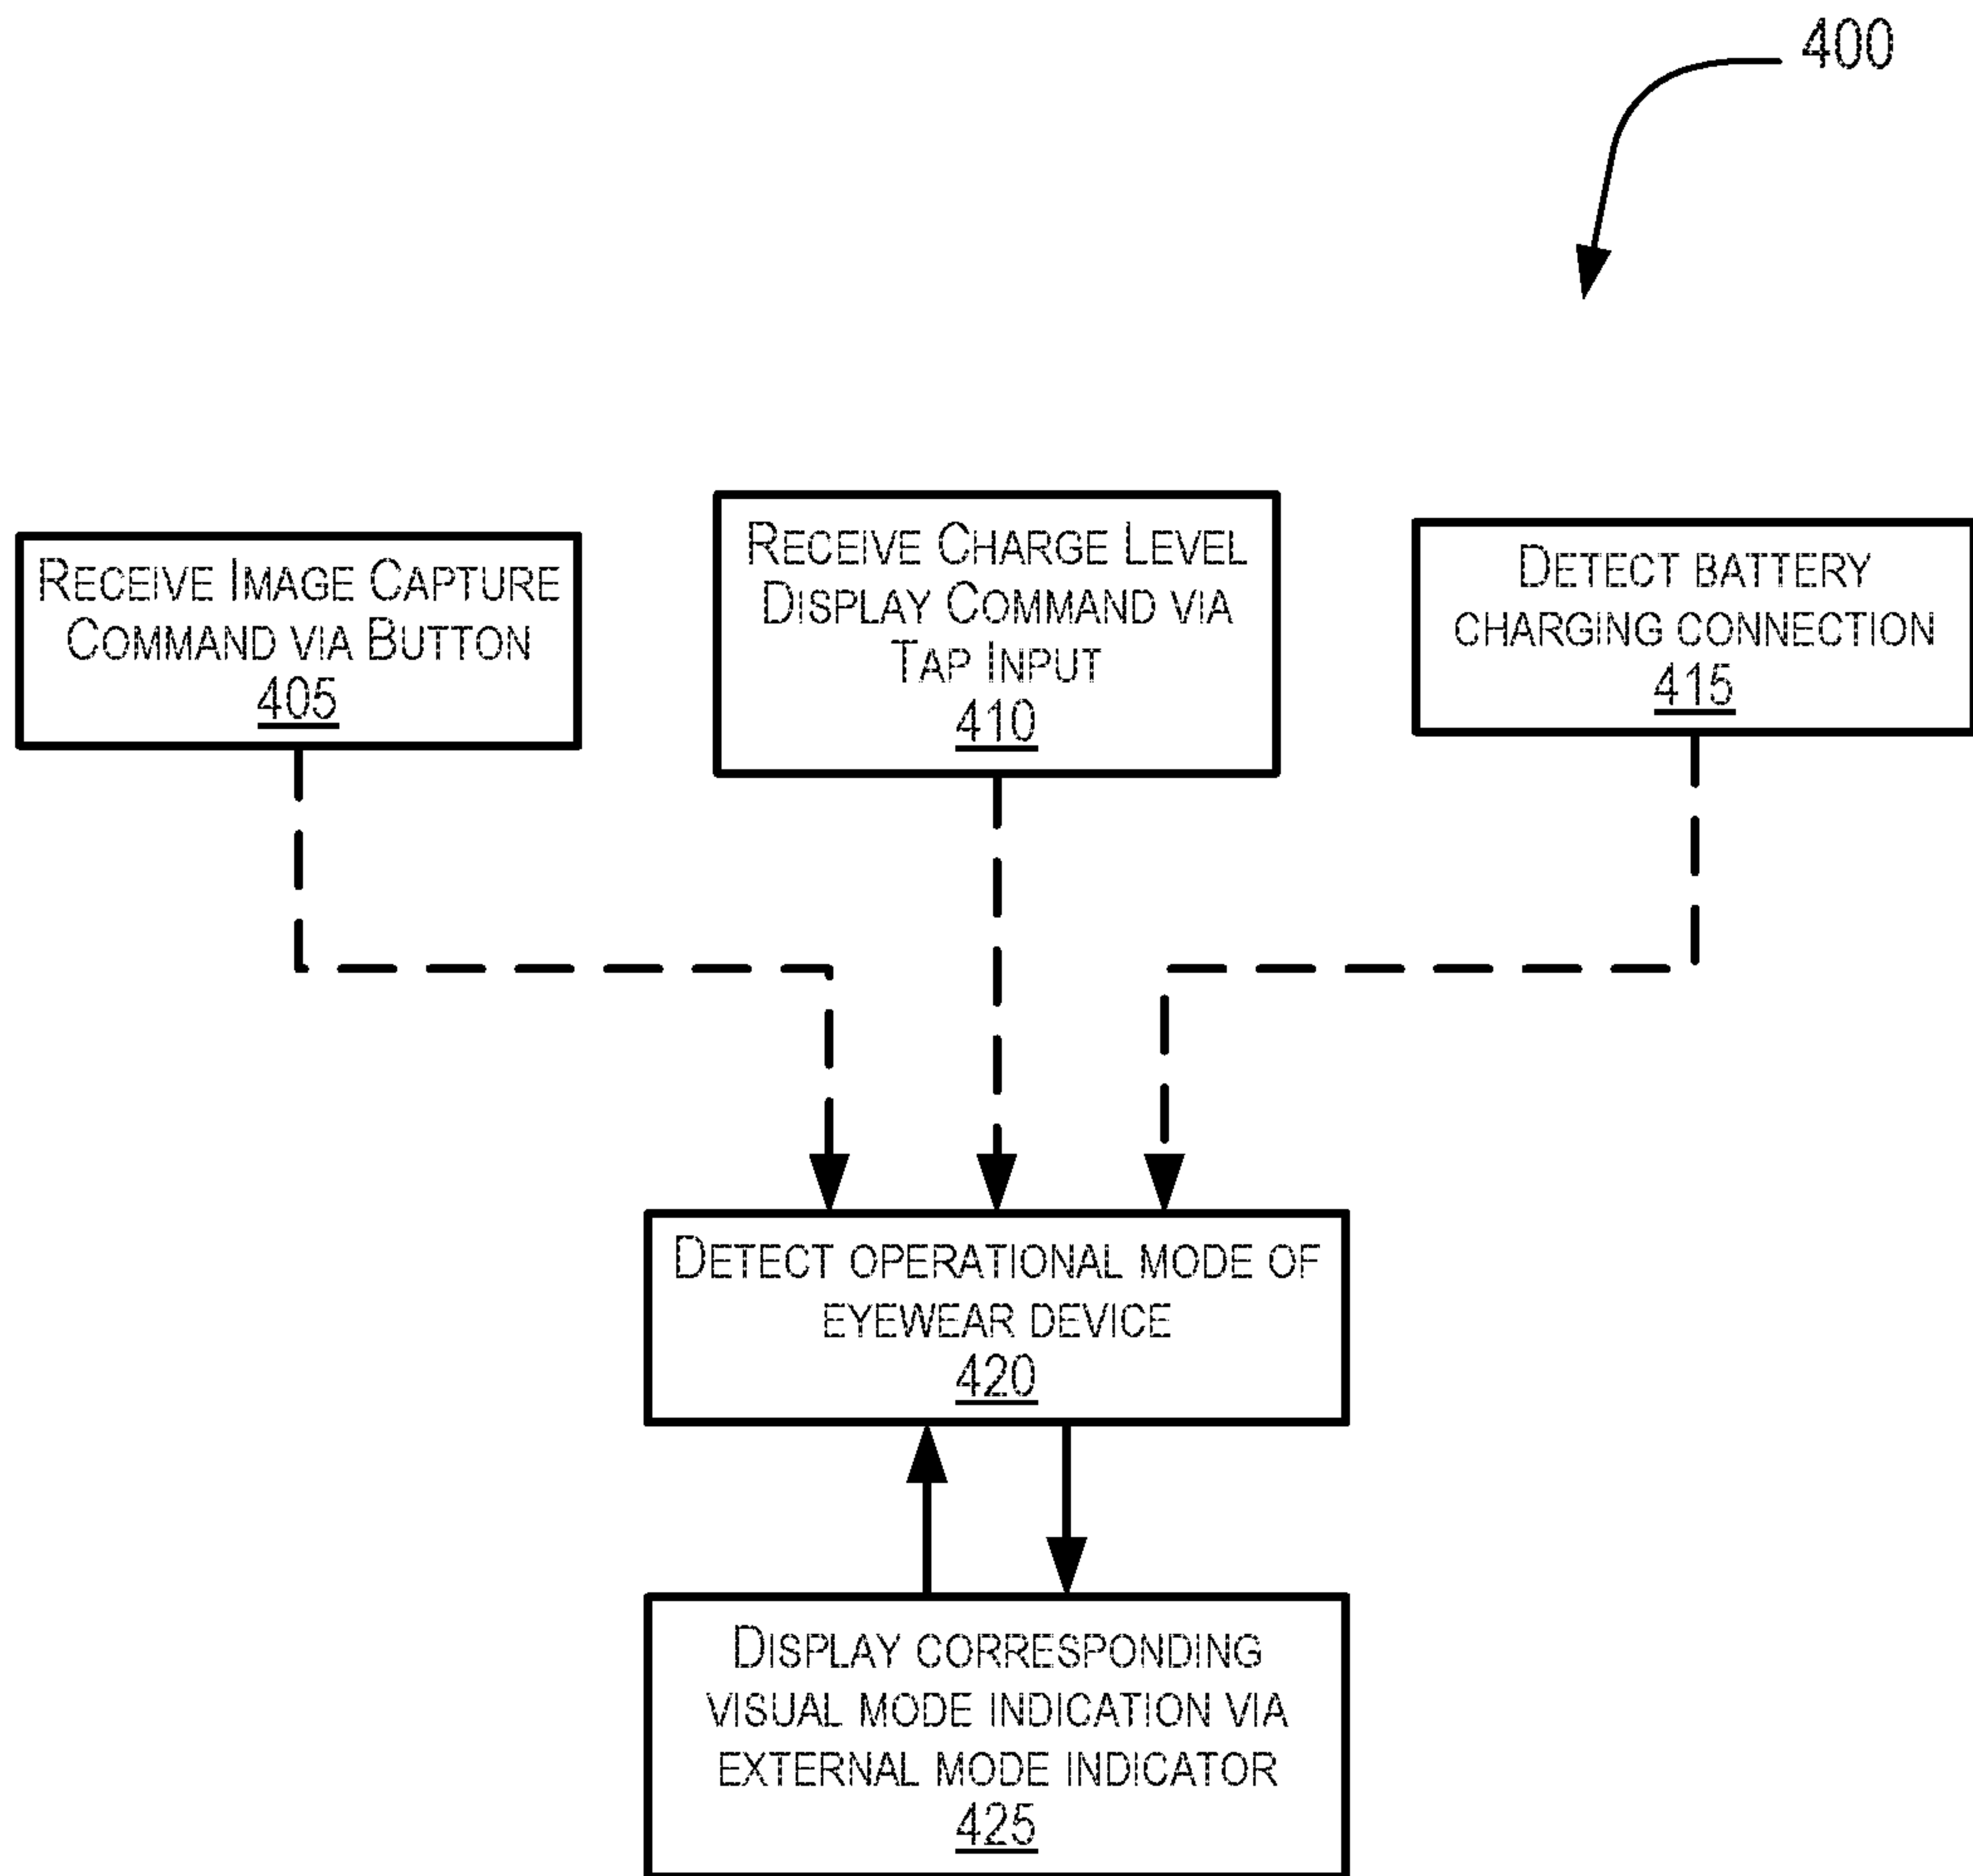 400
RECEIVE IMAGE CAPTURE
COMMAND VIA BUTTON
405
RECEIVE CHARGE LEVEL
DISPLAY COMMAND VIA
TAP INPUT
410
DETECT BATTERY
CHARGING CONNECTION
415
DETECT OPERATIONAL MODE OF
EYEWEAR DEVICE
420
DISPLAY CORRESPONDING
VISUAL MODE INDICATION VIA
EXTERNAL MODE INDICATOR
425